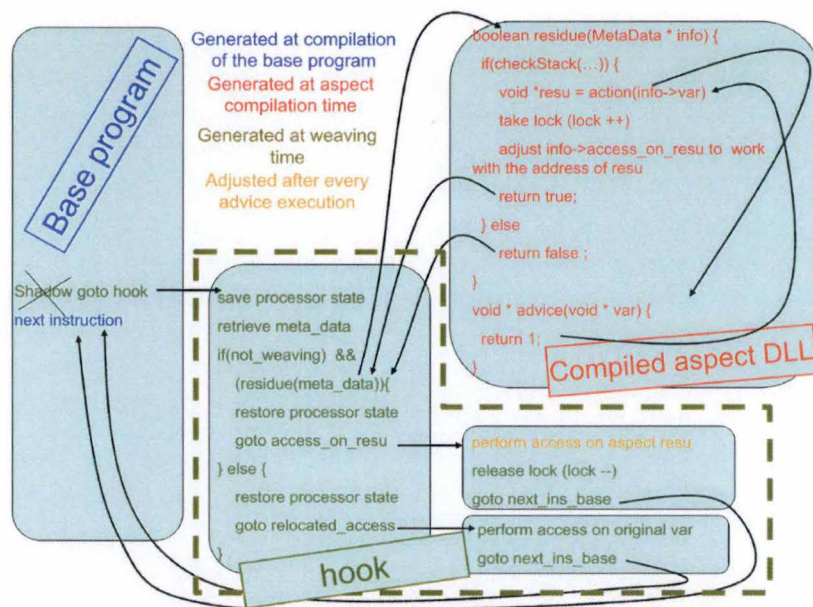 Generated at compilation
of the base program
Generated at aspect
compilation time
Generated at weaving
time
Adjusted after every
advice execution
Base program
Shadow goto hook
next instruction
save processor state
retrieve meta_data
if(not_weaving) &&
(residue(meta_data)){
restore processor state
goto access_on_resu
} else {
restore processor state
goto relocated_access
}
hook
boolean residue(MetaData * info) {
if(checkStack(…)) {
void *resu = action(info->var)
take lock (lock ++)
adjust info->access_on_resu to work
with the address of resu
return true;
} else
return false ;
}
void * advice(void * var) {
return 1;
}
Compiled aspect DLL
perform access on aspect resu
release lock (lock --)
goto next_ins_base
perform access on original var
goto next_ins_base